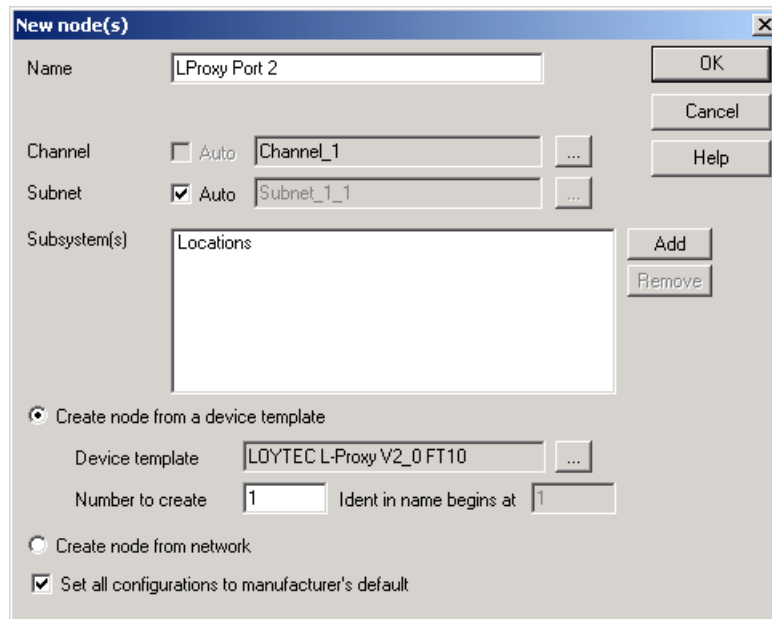 New node(s)
Name LProxy Port 2 OK
Cancel
Channel Auto Channel_1 ... Help
Subnet Auto Subnet_1_1 ...
Subsystem(s) Locations Add
Remove
Create node from a device template
Device template LOYTEC L-Proxy V2_0 FT10 ...
Number to create 1 Ident in name begins at 1
Create node from network
Set all configurations to manufacturer's default